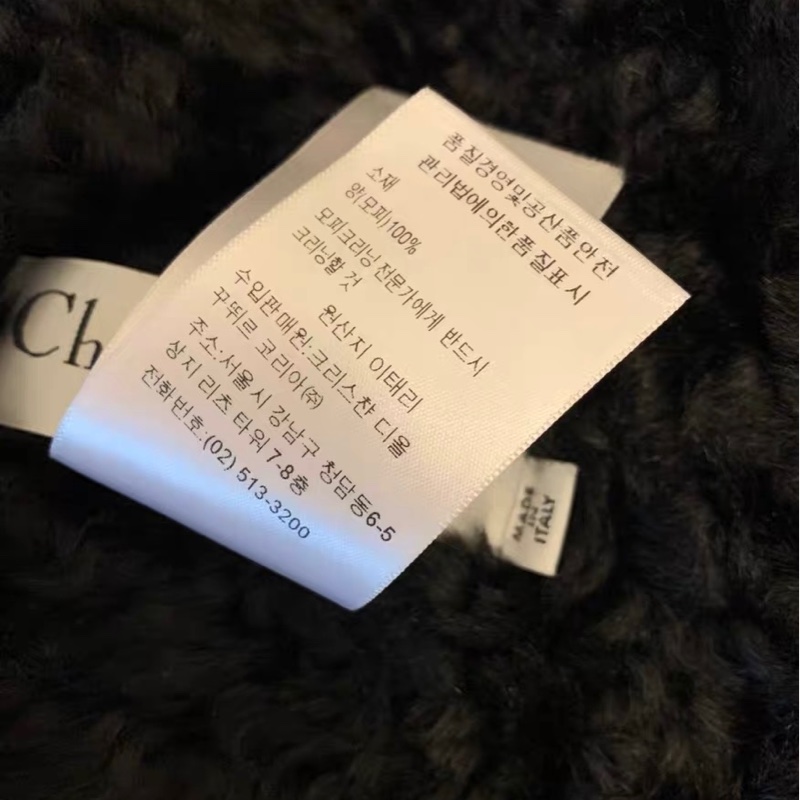 품질경영및공산품안전
관리법에의한품질표시
소재
양(모피)100%
모피크리닝전문가에게 반드시
크리닝할 것
원산지 이태리
수입판매원:크리스챤 디올
꾸뛰르 코리아㈜
주소:서울시 강남구 청담동6-5
상지 리츠 타워7-8층
전화번호:(02) 513-3200
Ch
MADE
IN
ITALY